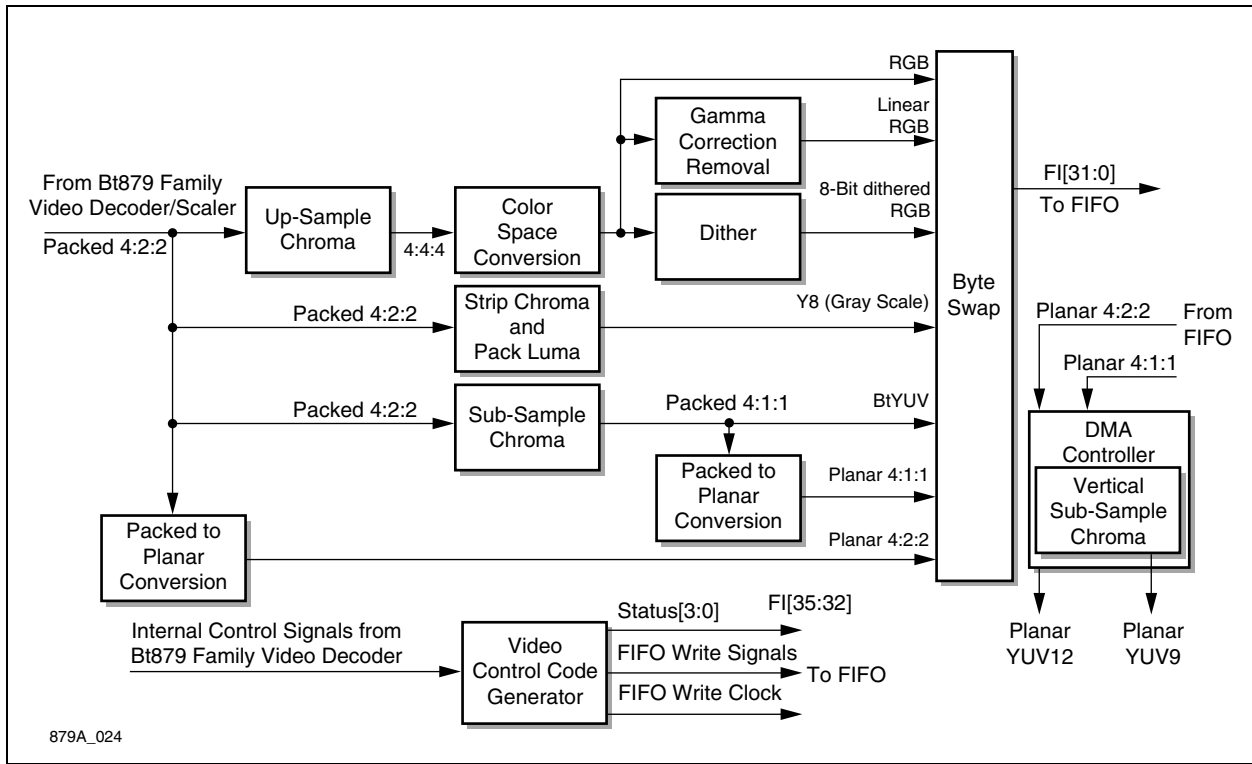 RGB
Linear
RGB
Gamma
Correction
Removal
From Bt879 Family
Video Decoder/Scaler
Packed 4:2:2
Up-Sample
Chroma
4:4:4
Color
Space
Conversion
8-Bit dithered
RGB
Dither
FI[31:0]
To FIFO
Byte
Swap
Packed 4:2:2
Strip Chroma
and
Pack Luma
Y8 (Gray Scale)
Planar 4:2:2
From
FIFO
Planar 4:1:1
Packed 4:2:2
Sub-Sample
Chroma
Packed 4:1:1
BtYUV
DMA
Controller
Vertical
Sub-Sample
Chroma
Packed to
Planar
Conversion
Planar 4:1:1
Packed to
Planar
Conversion
Planar 4:2:2
Planar
YUV12
Planar
YUV9
Internal Control Signals from
Bt879 Family Video Decoder
Video
Control Code
Generator
Status[3:0]
FI[35:32]
FIFO Write Signals
To FIFO
FIFO Write Clock
879A_024